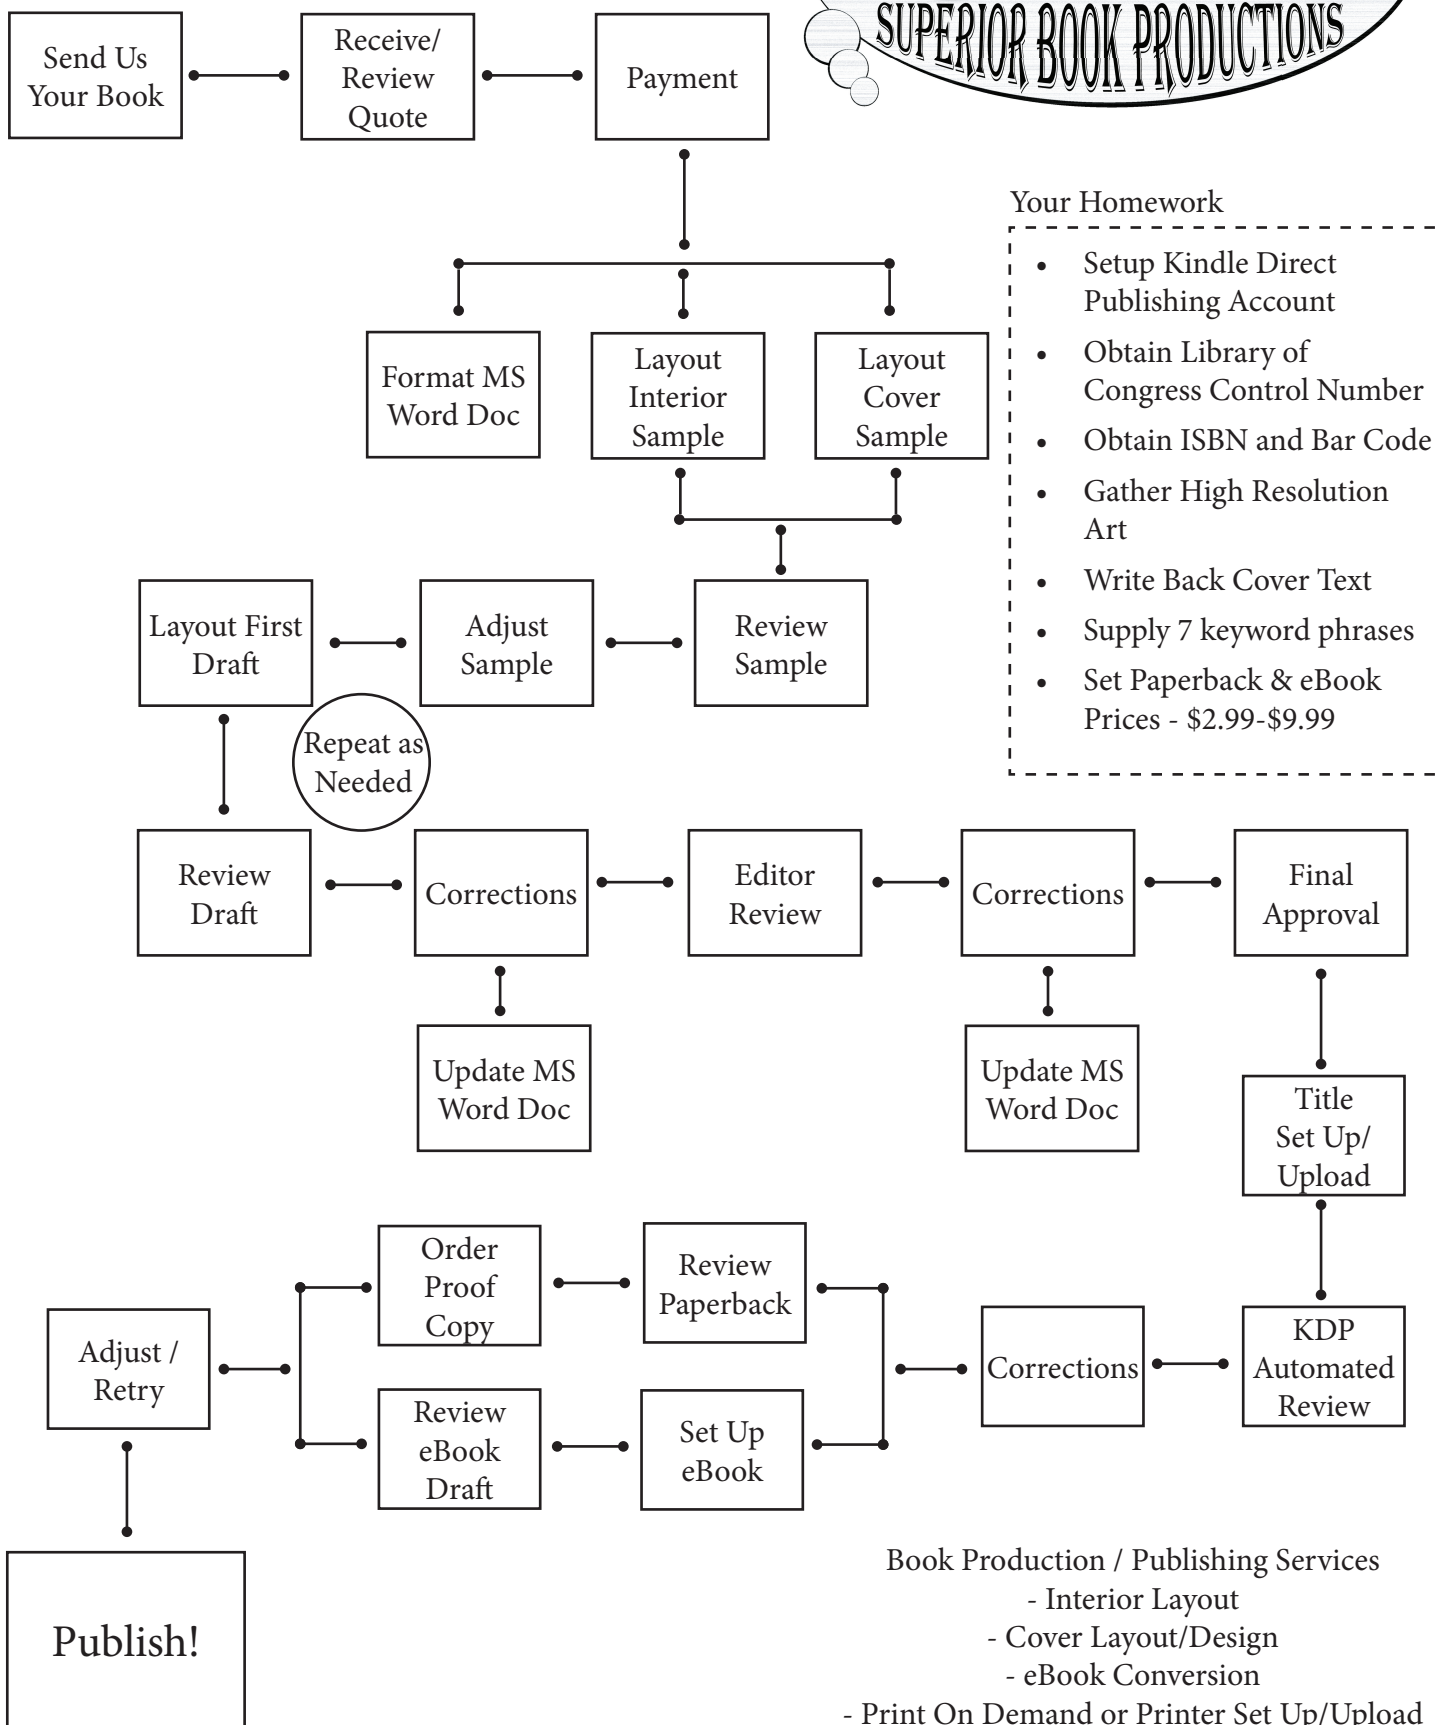 SUPERIOR BOOK PRODUCTIONS
Send Us
Your Book
Receive/
Review
Quote
Payment
Your Homework
• Setup Kindle Direct
Publishing Account
• Obtain Library of
Congress Control Number
• Obtain ISBN and Bar Code
• Gather High Resolution
Art
• Write Back Cover Text
• Supply 7 keyword phrases
• Set Paperback & eBook
Prices - $2.99-$9.99
Format MS
Word Doc
Layout
Interior
Sample
Layout
Cover
Sample
Layout First
Draft
Adjust
Sample
Review
Sample
Repeat as
Needed
Review
Draft
Corrections
Editor
Review
Corrections
Final
Approval
Update MS
Word Doc
Update MS
Word Doc
Title
Set Up/
Upload
Order
Proof
Copy
Review
Paperback
Adjust /
Retry
Corrections
KDP
Automated
Review
Review
eBook
Draft
Set Up
eBook
Publish!
Book Production / Publishing Services
- Interior Layout
- Cover Layout/Design
- eBook Conversion
- Print On Demand or Printer Set Up/Upload